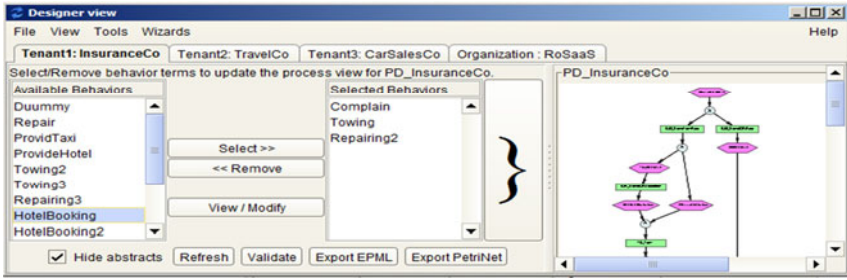 Designer view
File View Tools Wizards Help
Tenant1: InsuranceCo Tenant2: TravelCo Tenant3: CarSalesCo Organization : RoSaaS
Select/Remove behavior terms to update the process view for PD_InsuranceCo.
Available Behaviors
Duummy
Repair
ProvidTaxi
ProvideHotel
Towing2
Towing3
Repairing3
HotelBooking
HotelBooking2
Select >>
<< Remove
View / Modify
Selected Behaviors
Complain
Towing
Repairing2
}
PD_InsuranceCo
Hide abstracts Refresh Validate Export EPML Export PetriNet